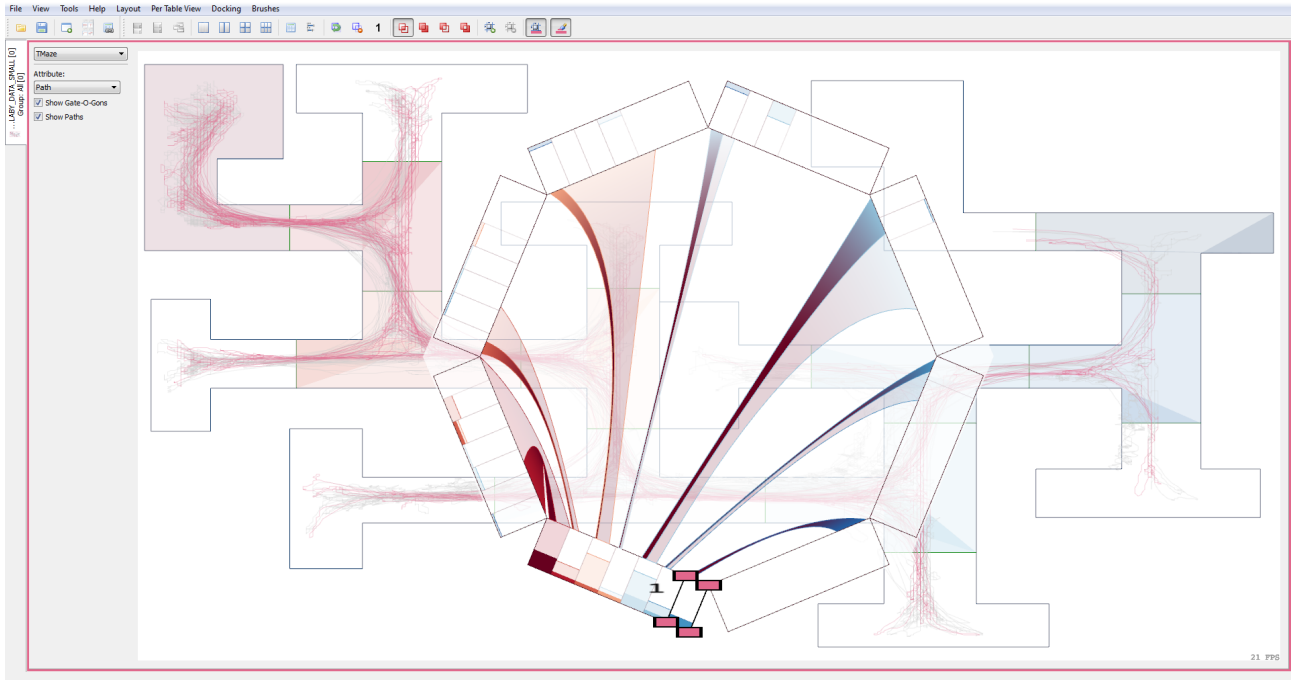 File View Tools Help Layout Per Table View Docking Brushes
1
...LABY_DATA_SMALL [0]
Group: All [0]
TMaze
Attribute:
Path
Show Gate-O-Gons
Show Paths
1
21 FPS